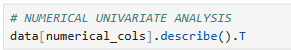 # NUMERICAL UNIVARIATE ANALYSIS
data[numerical_cols].describe().T